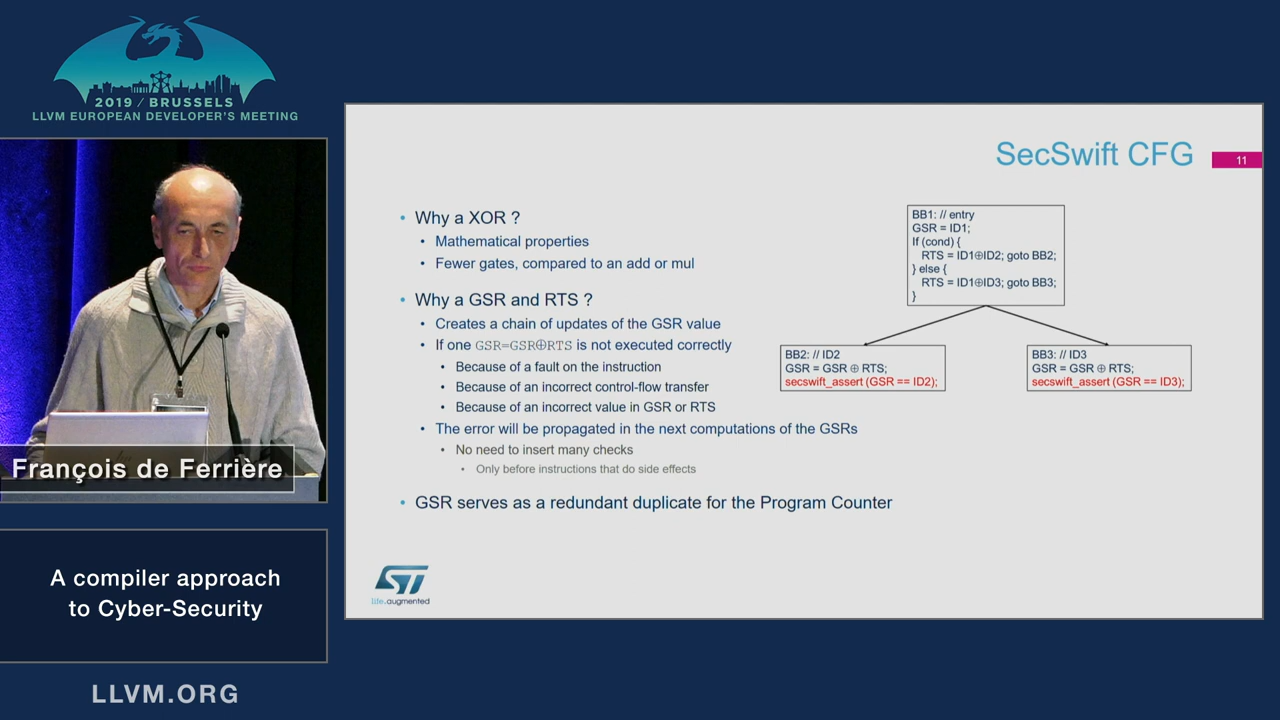 2019 / BRUSSELS
LLVM EUROPEAN DEVELOPER'S MEETING
François de Ferrière
A compiler approach
to Cyber-Security
LLVM.ORG
SecSwift CFG
11
• Why a XOR ?
• Mathematical properties
• Fewer gates, compared to an add or mul
• Why a GSR and RTS ?
• Creates a chain of updates of the GSR value
• If one GSR=GSR⊕RTS is not executed correctly
• Because of a fault on the instruction
• Because of an incorrect control-flow transfer
• Because of an incorrect value in GSR or RTS
• The error will be propagated in the next computations of the GSRs
• No need to insert many checks
• Only before instructions that do side effects
• GSR serves as a redundant duplicate for the Program Counter
BB1: // entry
GSR = ID1;
If (cond) {
RTS = ID1⊕ID2; goto BB2;
} else {
RTS = ID1⊕ID3; goto BB3;
}
BB2: // ID2
GSR = GSR ⊕ RTS;
secswift_assert (GSR == ID2);
BB3: // ID3
GSR = GSR ⊕ RTS;
secswift_assert (GSR == ID3);
ST
life.augmented